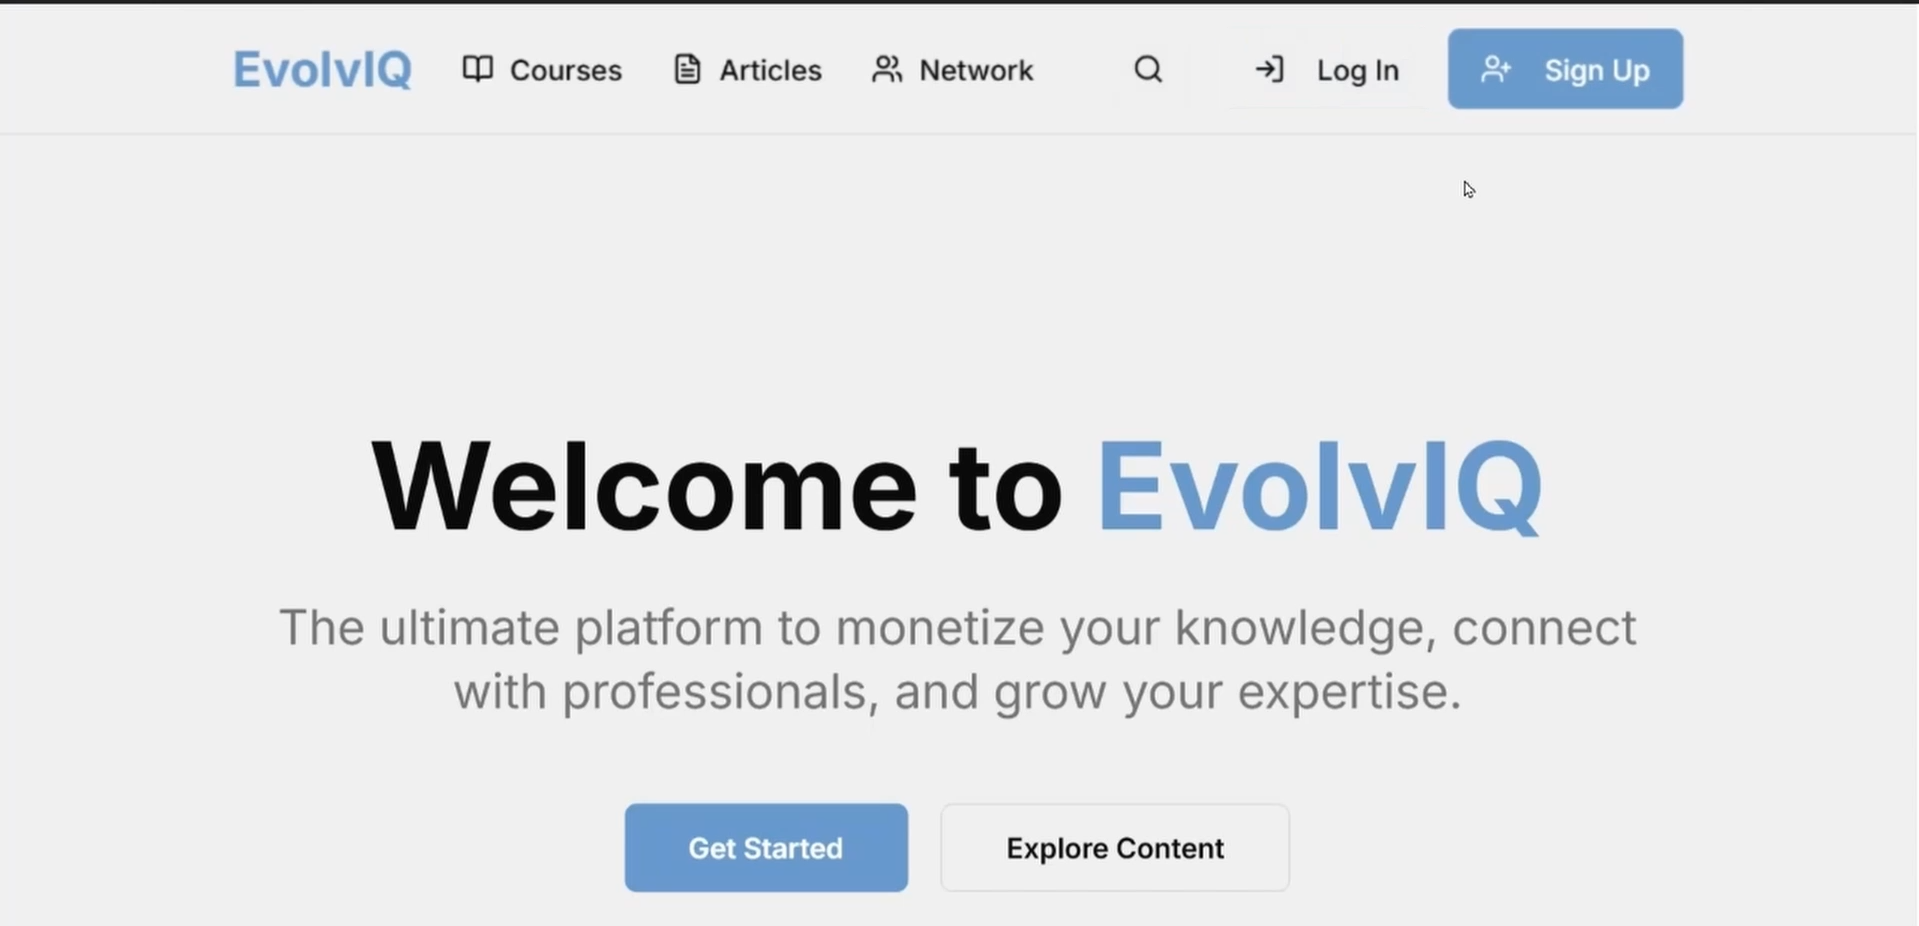 EvolvIQ Courses Articles Network Log In Sign Up
Welcome to EvolvIQ
The ultimate platform to monetize your knowledge, connect
with professionals, and grow your expertise.
Get Started Explore Content